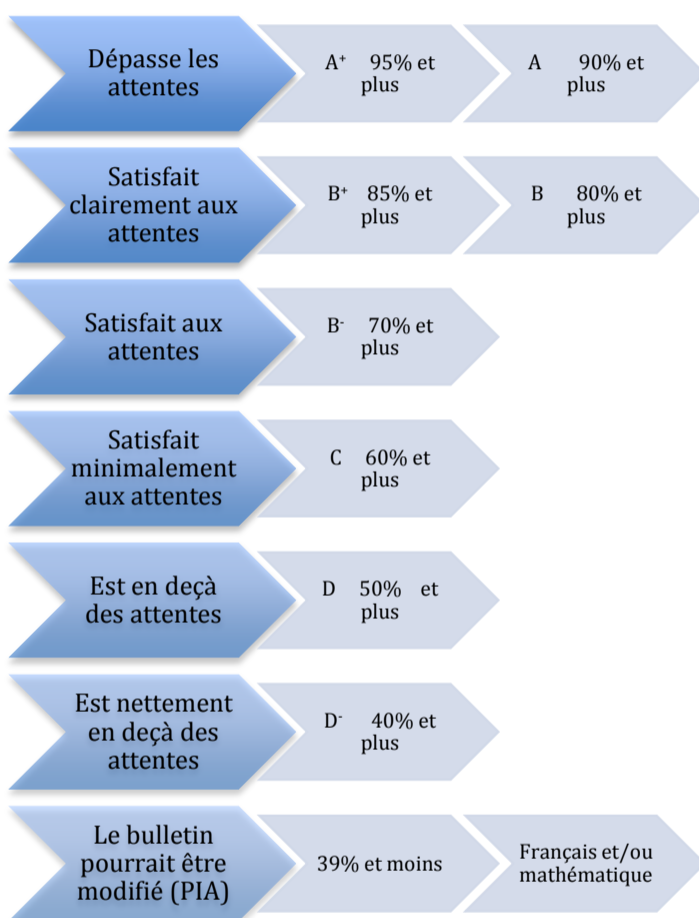 Dépasse les
attentes
A+ 95% et
plus
A 90% et
plus
Satisfait
clairement aux
attentes
B+ 85% et
plus
B 80% et
plus
Satisfait aux
attentes
B- 70% et
plus
Satisfait
minimalement
aux attentes
C 60% et
plus
Est en deçà
des attentes
D 50% et
plus
Est nettement
en deçà des
attentes
D- 40% et
plus
Le bulletin
pourrait être
modifié (PIA)
39% et moins
Français et/ou
mathématique